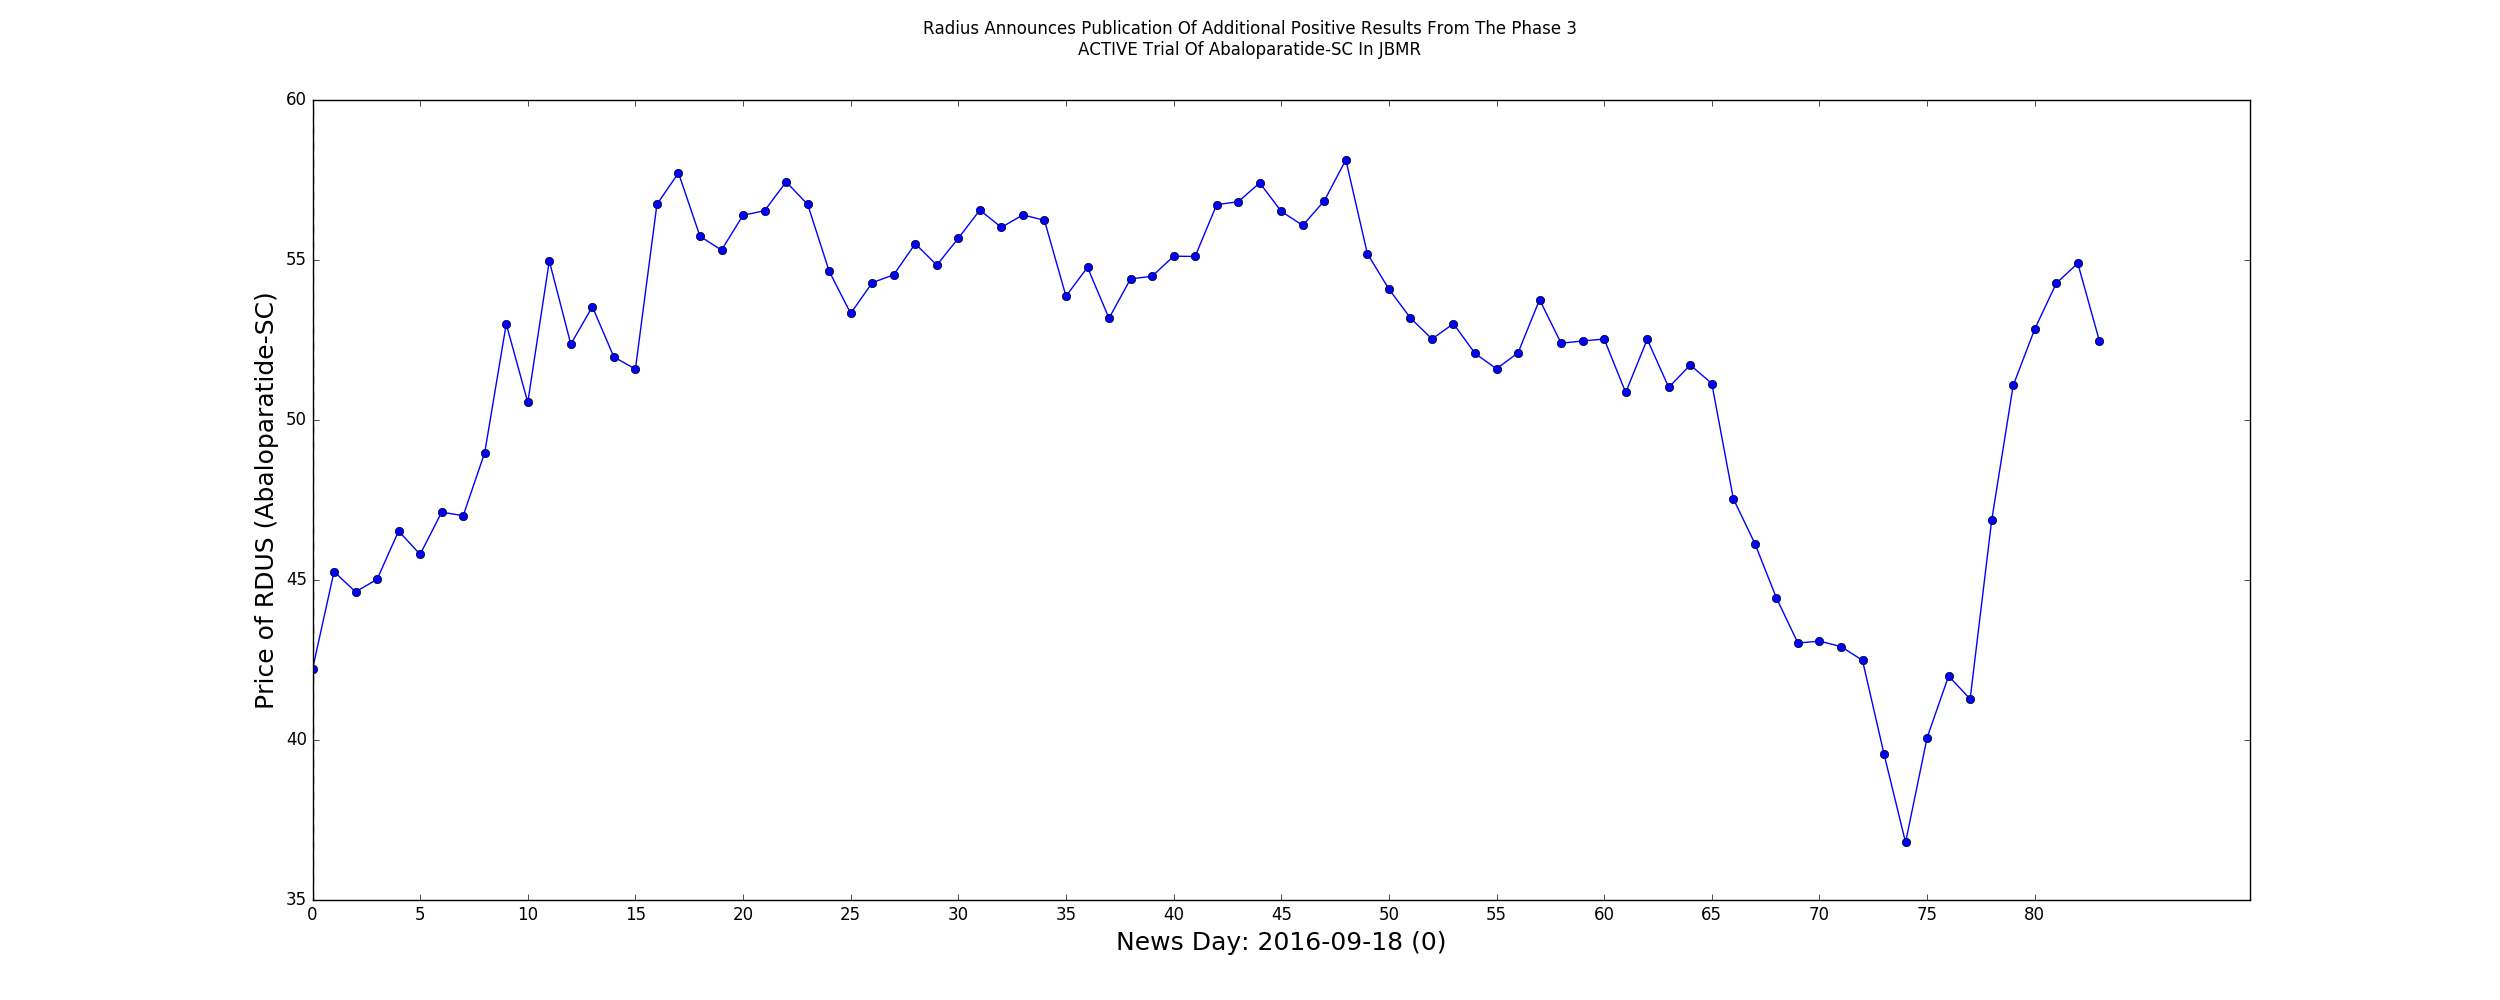 Radius Announces Publication Of Additional Positive Results From The Phase 3
ACTIVE Trial Of Abaloparatide-SC In JBMR
60
55
50
45
40
35
Price of RDUS (Abaloparatide-SC)
0 5 10 15 20 25 30 35 40 45 50 55 60 65 70 75 80
News Day: 2016-09-18 (0)